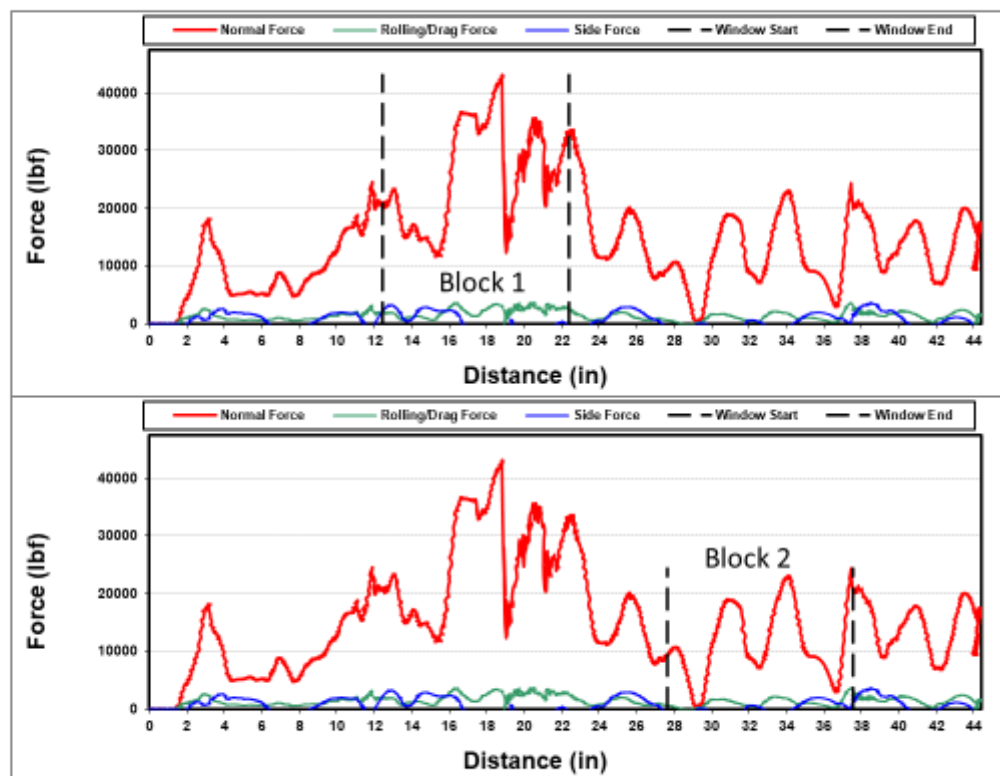 Normal Force Rolling/Drag Force Side Force Window Start Window End
Force (lbf)
40000
30000
20000
10000
0
Block 1
0 2 4 6 8 10 12 14 16 18 20 22 24 26 28 30 32 34 36 38 40 42 44
Distance (in)
Normal Force Rolling/Drag Force Side Force Window Start Window End
Force (lbf)
40000
30000
20000
10000
0
Block 2
0 2 4 6 8 10 12 14 16 18 20 22 24 26 28 30 32 34 36 38 40 42 44
Distance (in)